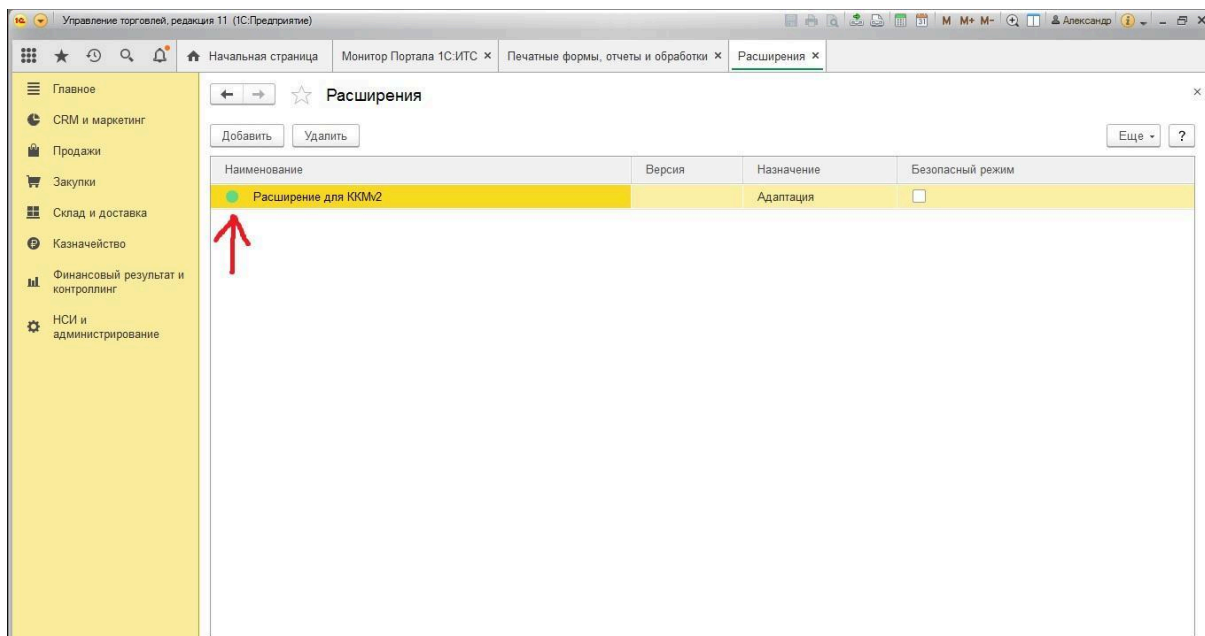 1С Управление торговлей, редакция 11 (1С:Предприятие)
31 M M+ M- Александр i
Начальная страница Монитор Портала 1С:ИТС × Печатные формы, отчеты и обработки × Расширения ×
Главное
CRM и маркетинг
Продажи
Закупки
Склад и доставка
Казначейство
Финансовый результат и
контроллинг
НСИ и
администрирование
Расширения
Добавить Удалить Еще ?
Наименование Версия Назначение Безопасный режим
Расширение для ККМv2 Адаптация